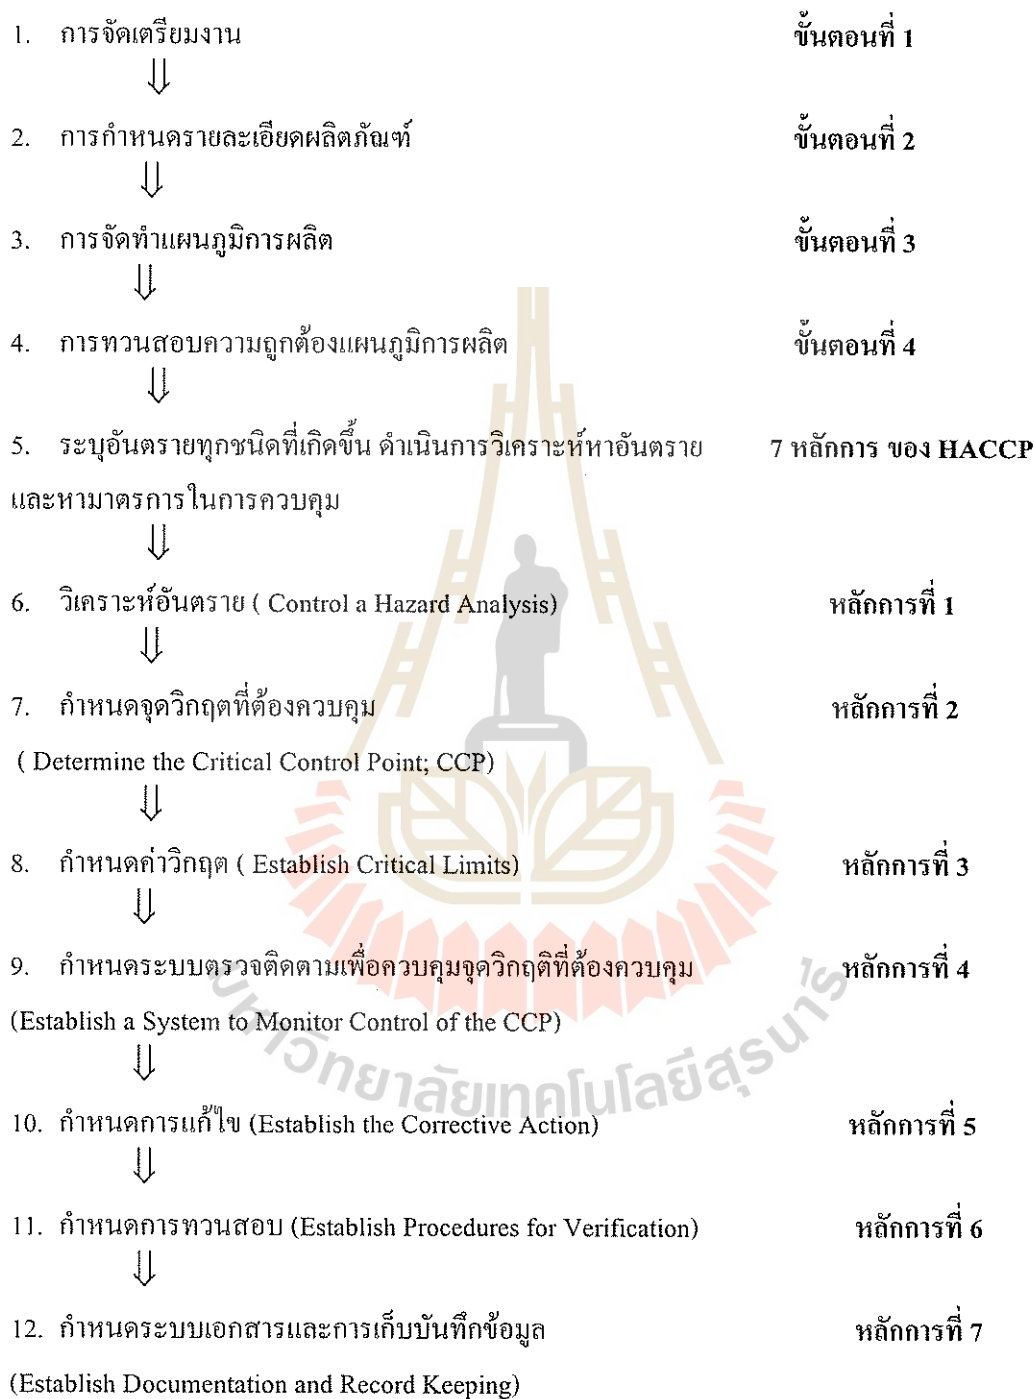 1. การจัดเตรียมงาน ขั้นตอนที่ 1
2. การกำหนดรายละเอียดผลิตภัณฑ์ ขั้นตอนที่ 2
3. การจัดทำแผนภูมิการผลิต ขั้นตอนที่ 3
4. การทวนสอบความถูกต้องแผนภูมิการผลิต ขั้นตอนที่ 4
5. ระบุอันตรายทุกชนิดที่เกิดขึ้น ดำเนินการวิเคราะห์หาอันตราย 7 หลักการ ของ HACCP
และหามาตรการในการควบคุม
6. วิเคราะห์อันตราย ( Control a Hazard Analysis) หลักการที่ 1
7. กำหนดจุดวิกฤตที่ต้องควบคุม หลักการที่ 2
( Determine the Critical Control Point; CCP)
8. กำหนดค่าวิกฤต ( Establish Critical Limits) หลักการที่ 3
9. กำหนดระบบตรวจติดตามเพื่อควบคุมจุดวิกฤติที่ต้องควบคุม หลักการที่ 4
(Establish a System to Monitor Control of the CCP)
มหาวิทยาลัยเทคโนโลยีสุรนารี
10. กำหนดการแก้ไข (Establish the Corrective Action) หลักการที่ 5
11. กำหนดการทวนสอบ (Establish Procedures for Verification) หลักการที่ 6
12. กำหนดระบบเอกสารและการเก็บบันทึกข้อมูล หลักการที่ 7
(Establish Documentation and Record Keeping)